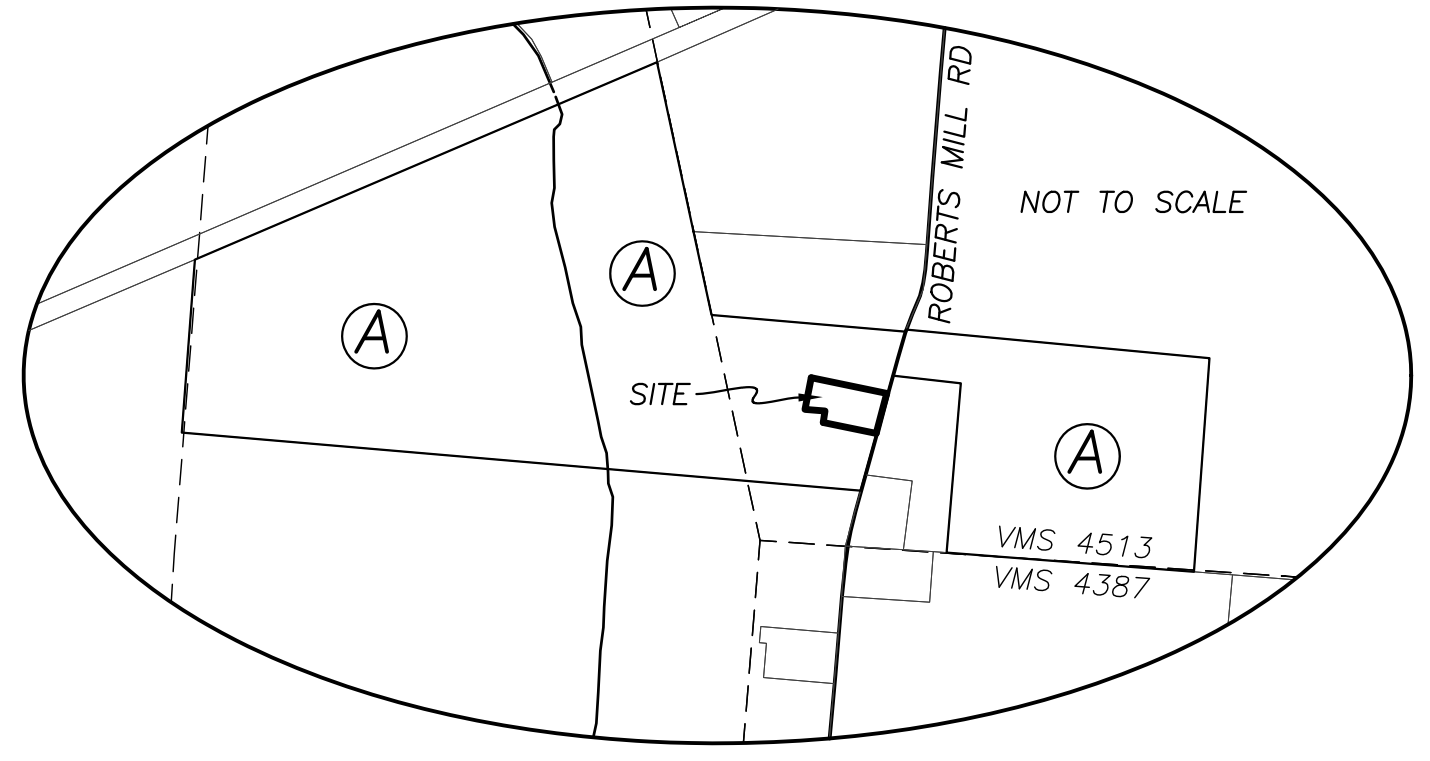 ROBERTS MILL RD
NOT TO SCALE
A
A
SITE
A
VMS 4513
VMS 4387